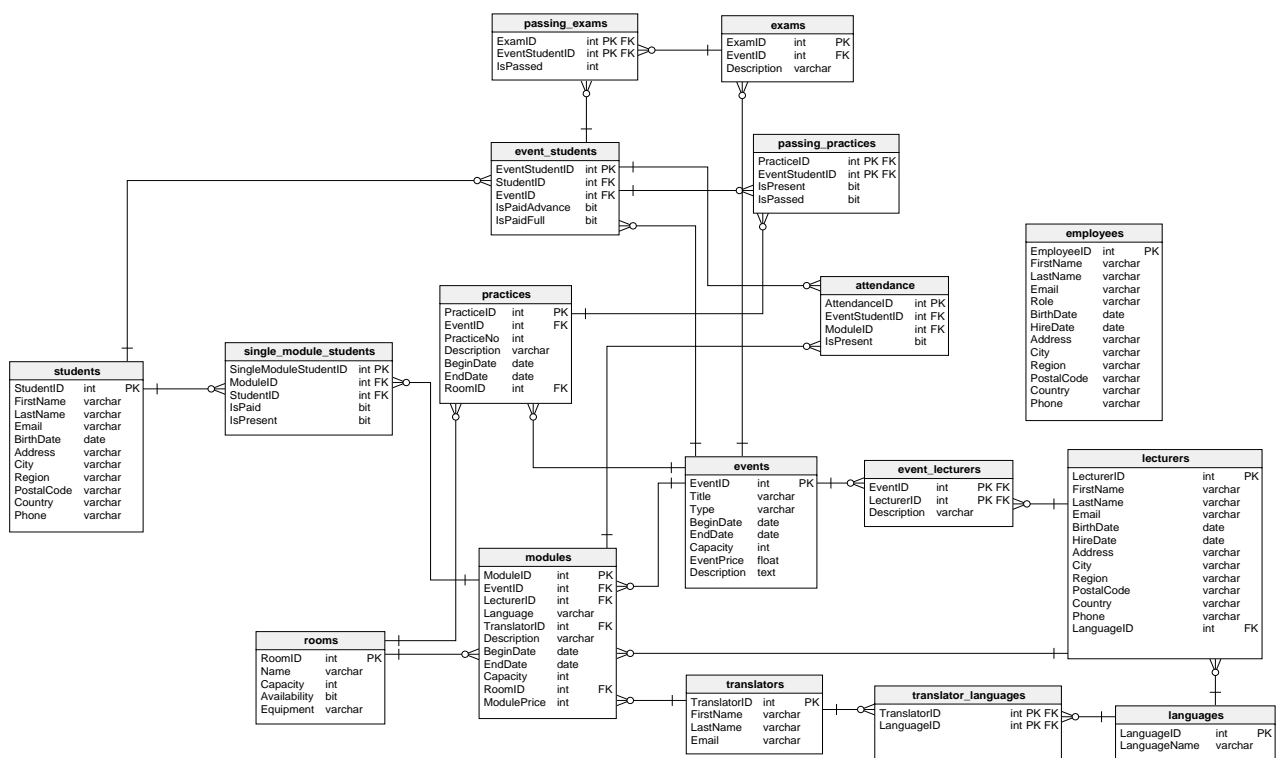 passing_exams
ExamID int PK FK
EventStudentID int PK FK
IsPassed int
exams
ExamID int PK
EventID int FK
Description varchar
event_students
EventStudentID int PK
StudentID int FK
EventID int FK
IsPaidAdvance bit
IsPaidFull bit
passing_practices
PracticeID int PK FK
EventStudentID int PK FK
IsPresent bit
IsPassed bit
employees
EmployeeID int PK
FirstName varchar
LastName varchar
Email varchar
Role varchar
BirthDate date
HireDate date
Address varchar
City varchar
Region varchar
PostalCode varchar
Country varchar
Phone varchar
attendance
AttendanceID int PK
EventStudentID int FK
ModuleID int FK
IsPresent bit
practices
PracticeID int PK
EventID int FK
PracticeNo int
Description varchar
BeginDate date
EndDate date
RoomID int FK
single_module_students
SingleModuleStudentID int PK
ModuleID int FK
StudentID int FK
IsPaid bit
IsPresent bit
students
StudentID int PK
FirstName varchar
LastName varchar
Email varchar
BirthDate date
Address varchar
City varchar
Region varchar
PostalCode varchar
Country varchar
Phone varchar
events
EventID int PK
Title varchar
Type varchar
BeginDate date
EndDate date
Capacity int
EventPrice float
Description text
event_lecturers
EventID int PK FK
LecturerID int PK FK
Description varchar
lecturers
LecturerID int PK
FirstName varchar
LastName varchar
Email varchar
BirthDate date
HireDate date
Address varchar
City varchar
Region varchar
PostalCode varchar
Country varchar
Phone varchar
LanguageID int FK
modules
ModuleID int PK
EventID int FK
LecturerID int FK
Language varchar
TranslatorID int FK
Description varchar
BeginDate date
EndDate date
Capacity int
RoomID int FK
ModulePrice int
rooms
RoomID int PK
Name varchar
Capacity int
Availability bit
Equipment varchar
translators
TranslatorID int PK
FirstName varchar
LastName varchar
Email varchar
translator_languages
TranslatorID int PK FK
LanguageID int PK FK
languages
LanguageID int PK
LanguageName varchar